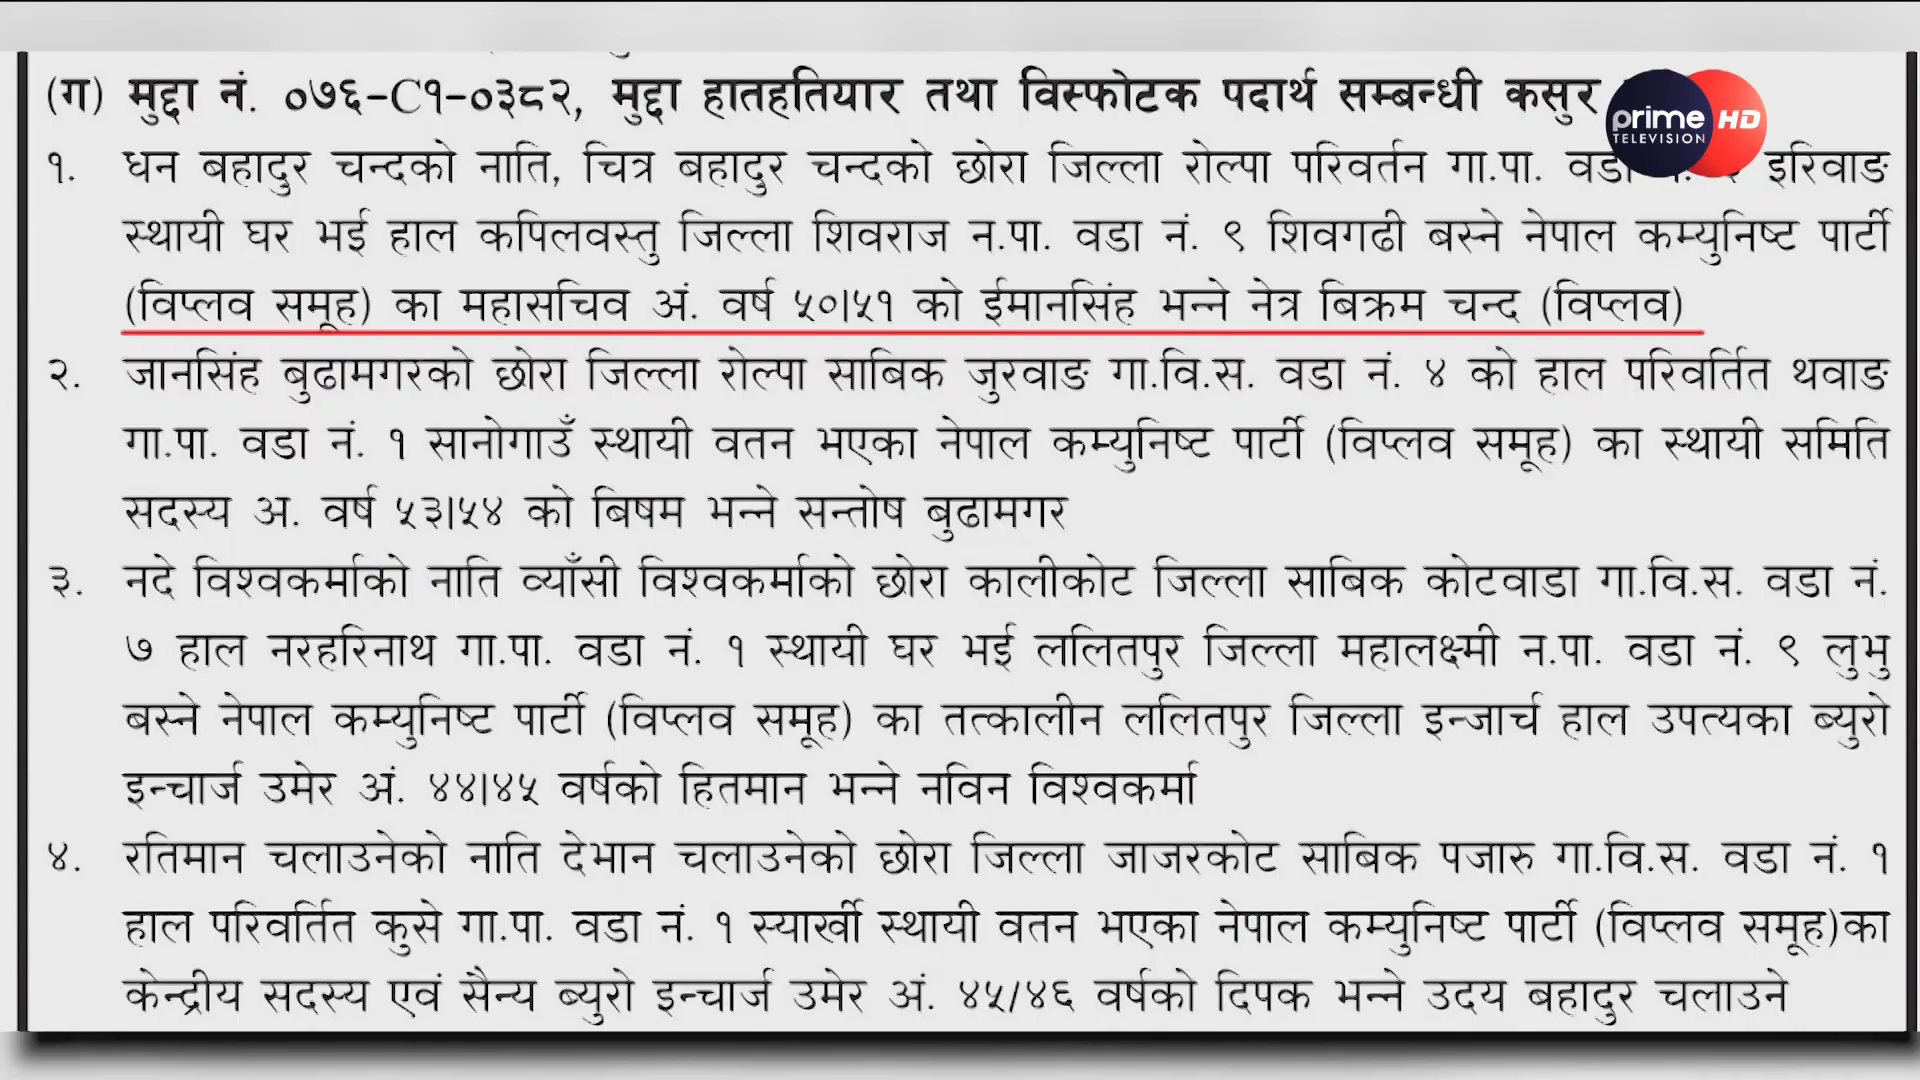 (ग) मुद्दा नं. ०७६-C१-०३८२, मुद्दा हातहतियार तथा विस्फोटक पदार्थ सम्बन्धी कसुर
prime HD
TELEVISION
१. धन बहादुर चन्दको नाति, चित्र बहादुर चन्दको छोरा जिल्ला रोल्पा परिवर्तन गा.पा. वडा इरिवाङ
स्थायी घर भई हाल कपिलवस्तु जिल्ला शिवराज न.पा. वडा नं. ९ शिवगढी बस्ने नेपाल कम्युनिष्ट पार्टी
(विप्लव समूह) का महासचिव अं. वर्ष ५०।५१ को ईमानसिंह भन्ने नेत्र बिक्रम चन्द (विप्लव)
२. जानसिंह बुढामगरको छोरा जिल्ला रोल्पा साबिक जुरवाङ गा.वि.स. वडा नं. ४ को हाल परिवर्तित थवाङ
गा.पा. वडा नं. १ सानोगाउँ स्थायी वतन भएका नेपाल कम्युनिष्ट पार्टी (विप्लव समूह) का स्थायी समिति
सदस्य अ. वर्ष ५३।५४ को बिषम भन्ने सन्तोष बुढामगर
३. नदे विश्वकर्माको नाति व्याँसी विश्वकर्माको छोरा कालीकोट जिल्ला साबिक कोटवाडा गा.वि.स. वडा नं.
७ हाल नरहरिनाथ गा.पा. वडा नं. १ स्थायी घर भई ललितपुर जिल्ला महालक्ष्मी न.पा. वडा नं. ९ लुभु
बस्ने नेपाल कम्युनिष्ट पार्टी (विप्लव समूह) का तत्कालीन ललितपुर जिल्ला इन्जार्च हाल उपत्यका ब्युरो
इन्चार्ज उमेर अं. ४४।४५ वर्षको हितमान भन्ने नविन विश्वकर्मा
४. रतिमान चलाउनेको नाति देभान चलाउनेको छोरा जिल्ला जाजरकोट साबिक पजारु गा.वि.स. वडा नं. १
हाल परिवर्तित कुसे गा.पा. वडा नं. १ स्यार्खी स्थायी वतन भएका नेपाल कम्युनिष्ट पार्टी (विप्लव समूह)का
केन्द्रीय सदस्य एवं सैन्य ब्युरो इन्चार्ज उमेर अं. ४५/४६ वर्षको दिपक भन्ने उदय बहादुर चलाउने